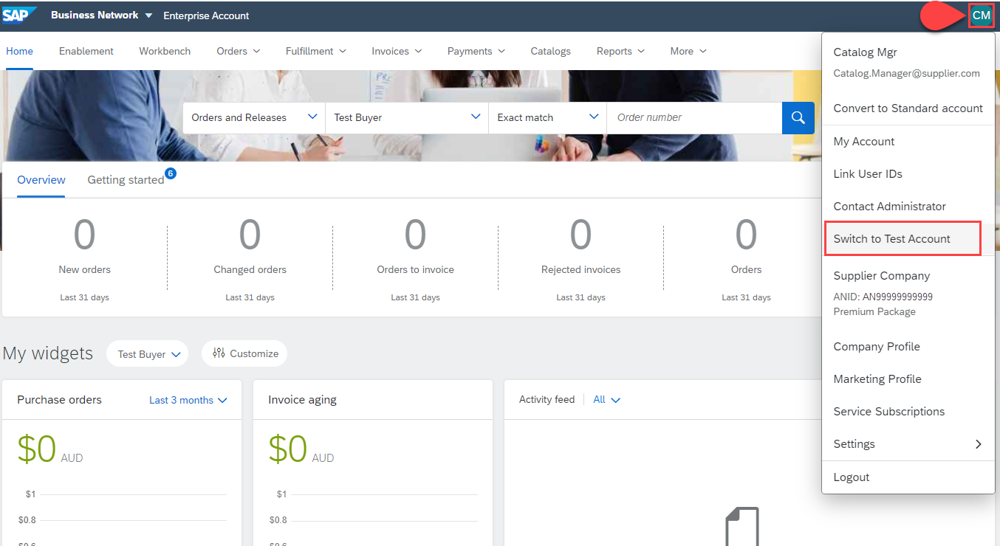 SAP Business Network Enterprise Account CM
Home Enablement Workbench Orders Fulfillment Invoices Payments Catalogs Reports More
Orders and Releases Test Buyer Exact match Order number
Overview Getting started 6
0 0 0 0 0
New orders Changed orders Orders to invoice Rejected invoices Orders
Last 31 days Last 31 days Last 31 days Last 31 days Last 31 days
My widgets Test Buyer Customize
Purchase orders Last 3 months
$0 AUD
$1
$0.8
Invoice aging
$0 AUD
$1
$0.8
Activity feed All
Catalog Mgr
Catalog.Manager@supplier.com
Convert to Standard account
My Account
Link User IDs
Contact Administrator
Switch to Test Account
Supplier Company
ANID: AN99999999999
Premium Package
Company Profile
Marketing Profile
Service Subscriptions
Settings
Logout